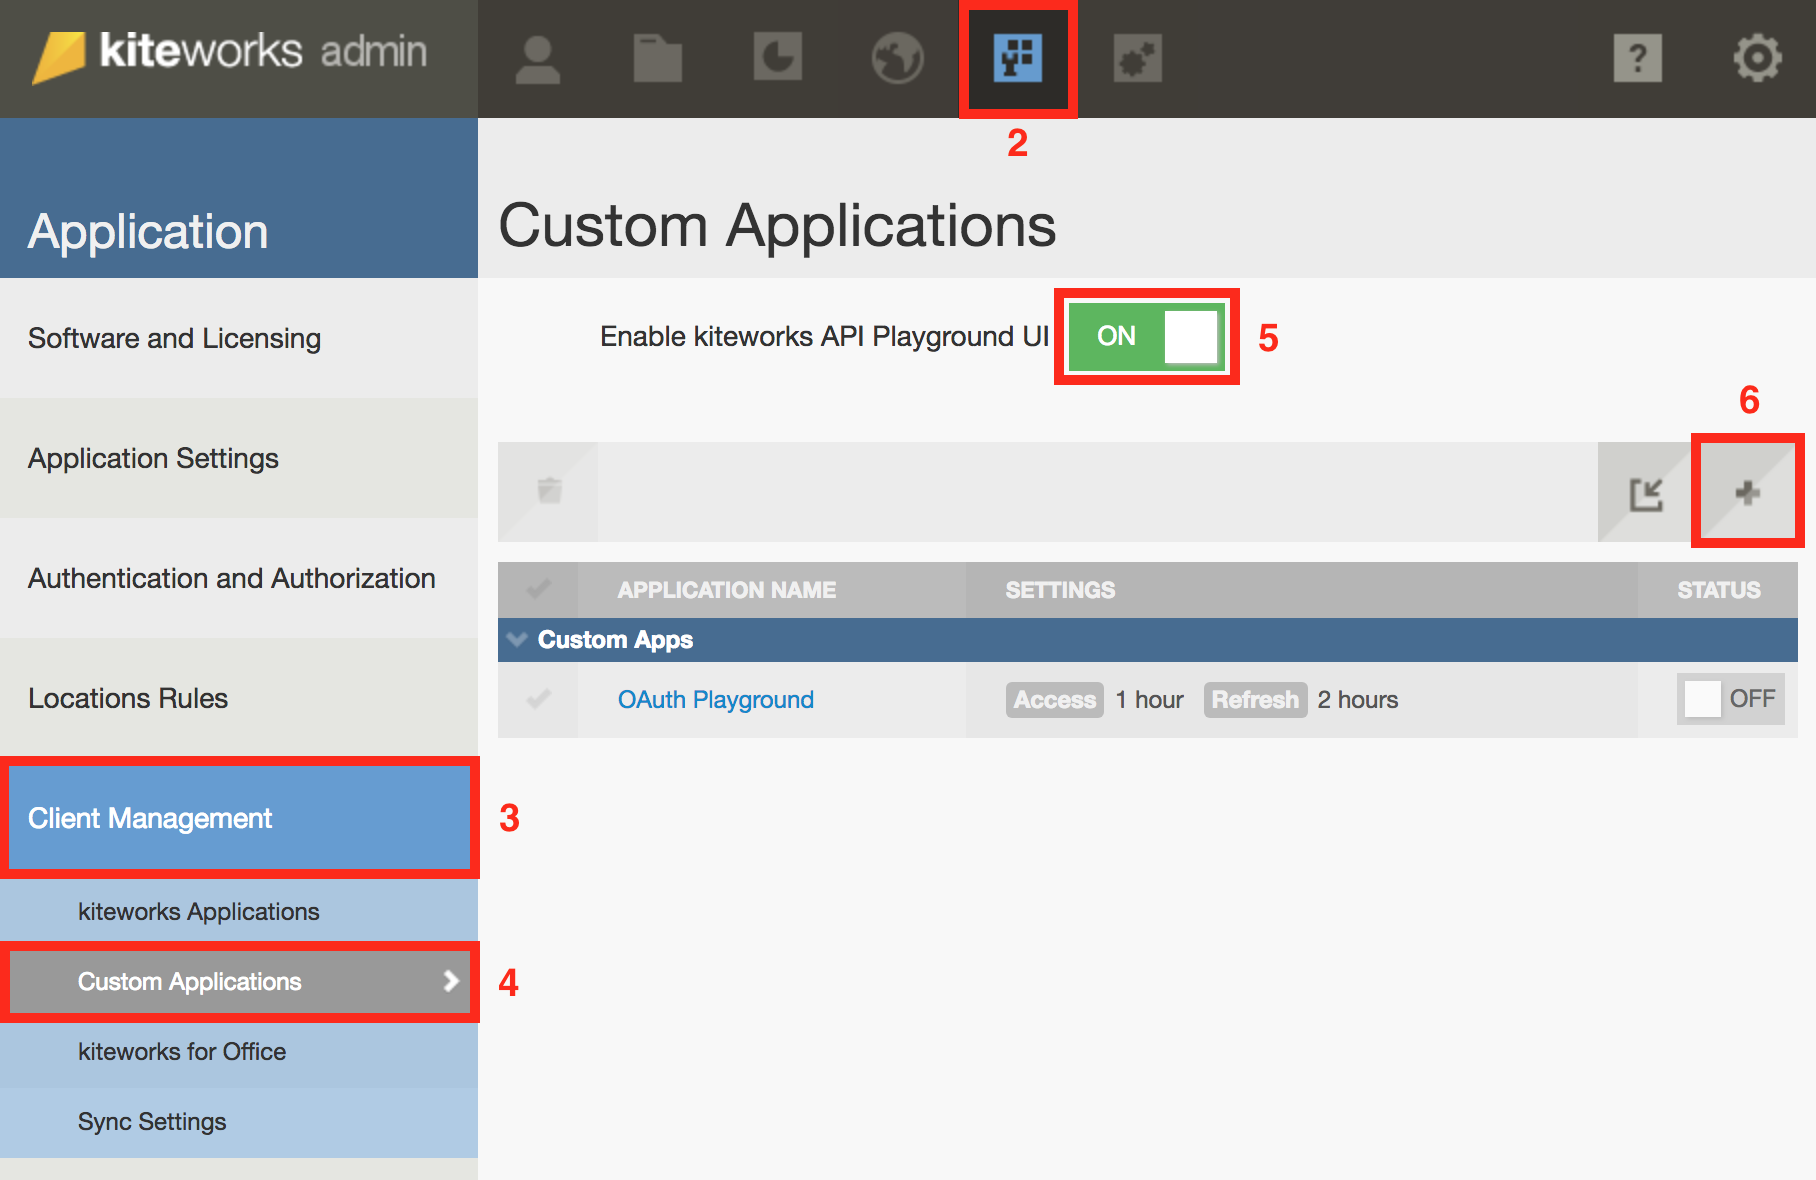 kiteworks admin
?
2
Application
Custom Applications
Enable kiteworks API Playground UI ON 5
6
Software and Licensing
Application Settings
Authentication and Authorization
Locations Rules
Client Management 3
kiteworks Applications
Custom Applications 4
kiteworks for Office
Sync Settings
APPLICATION NAME SETTINGS STATUS
Custom Apps
OAuth Playground Access 1 hour Refresh 2 hours OFF